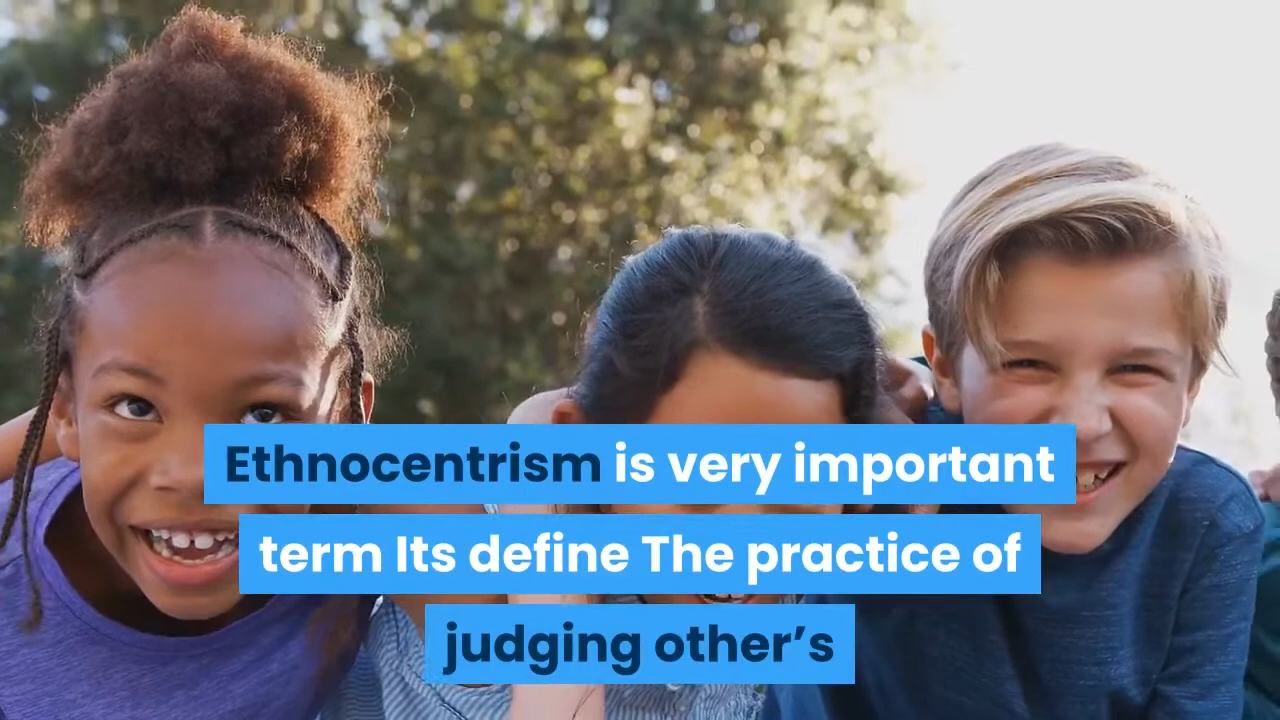 Ethnocentrism is very important
term Its define The practice of
judging other’s